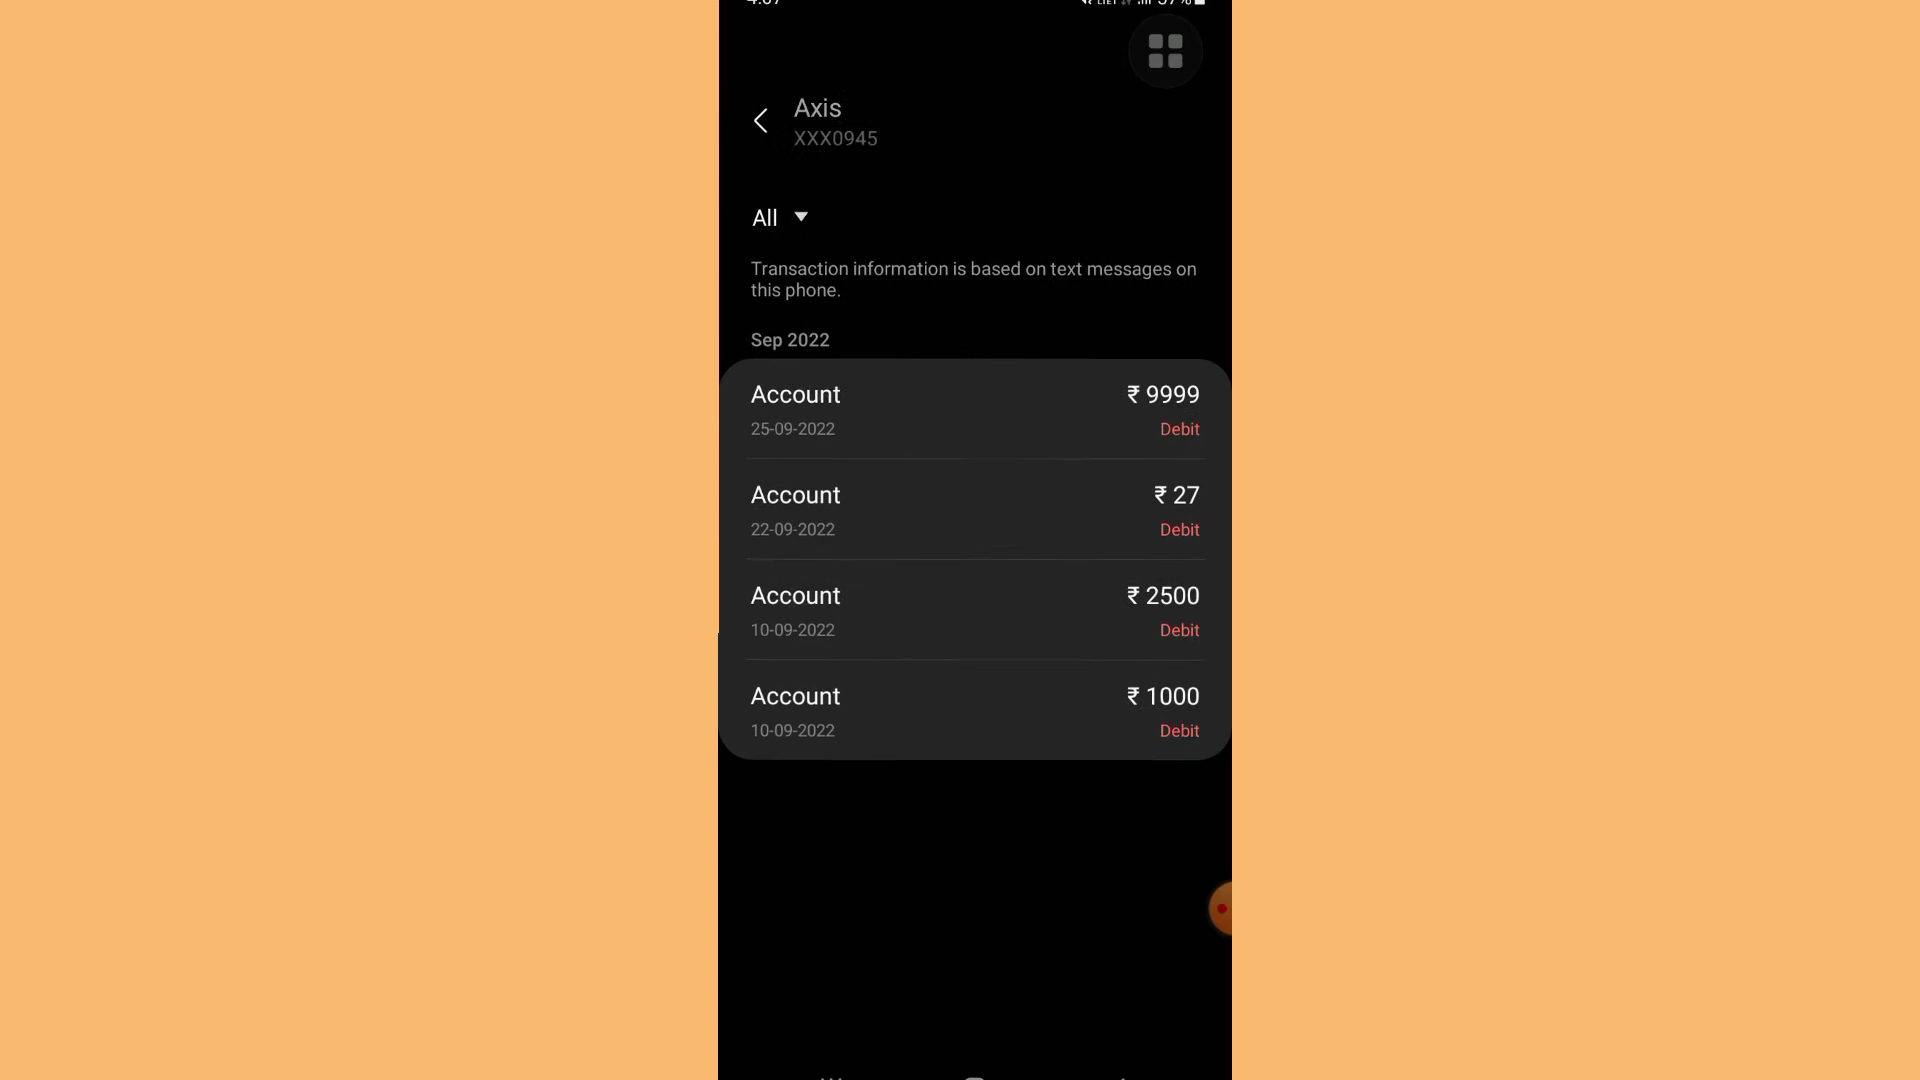 Axis
XXX0945
All
Transaction information is based on text messages on
this phone.
Sep 2022
Account ₹ 9999
25-09-2022 Debit
Account ₹ 27
22-09-2022 Debit
Account ₹ 2500
10-09-2022 Debit
Account ₹ 1000
10-09-2022 Debit